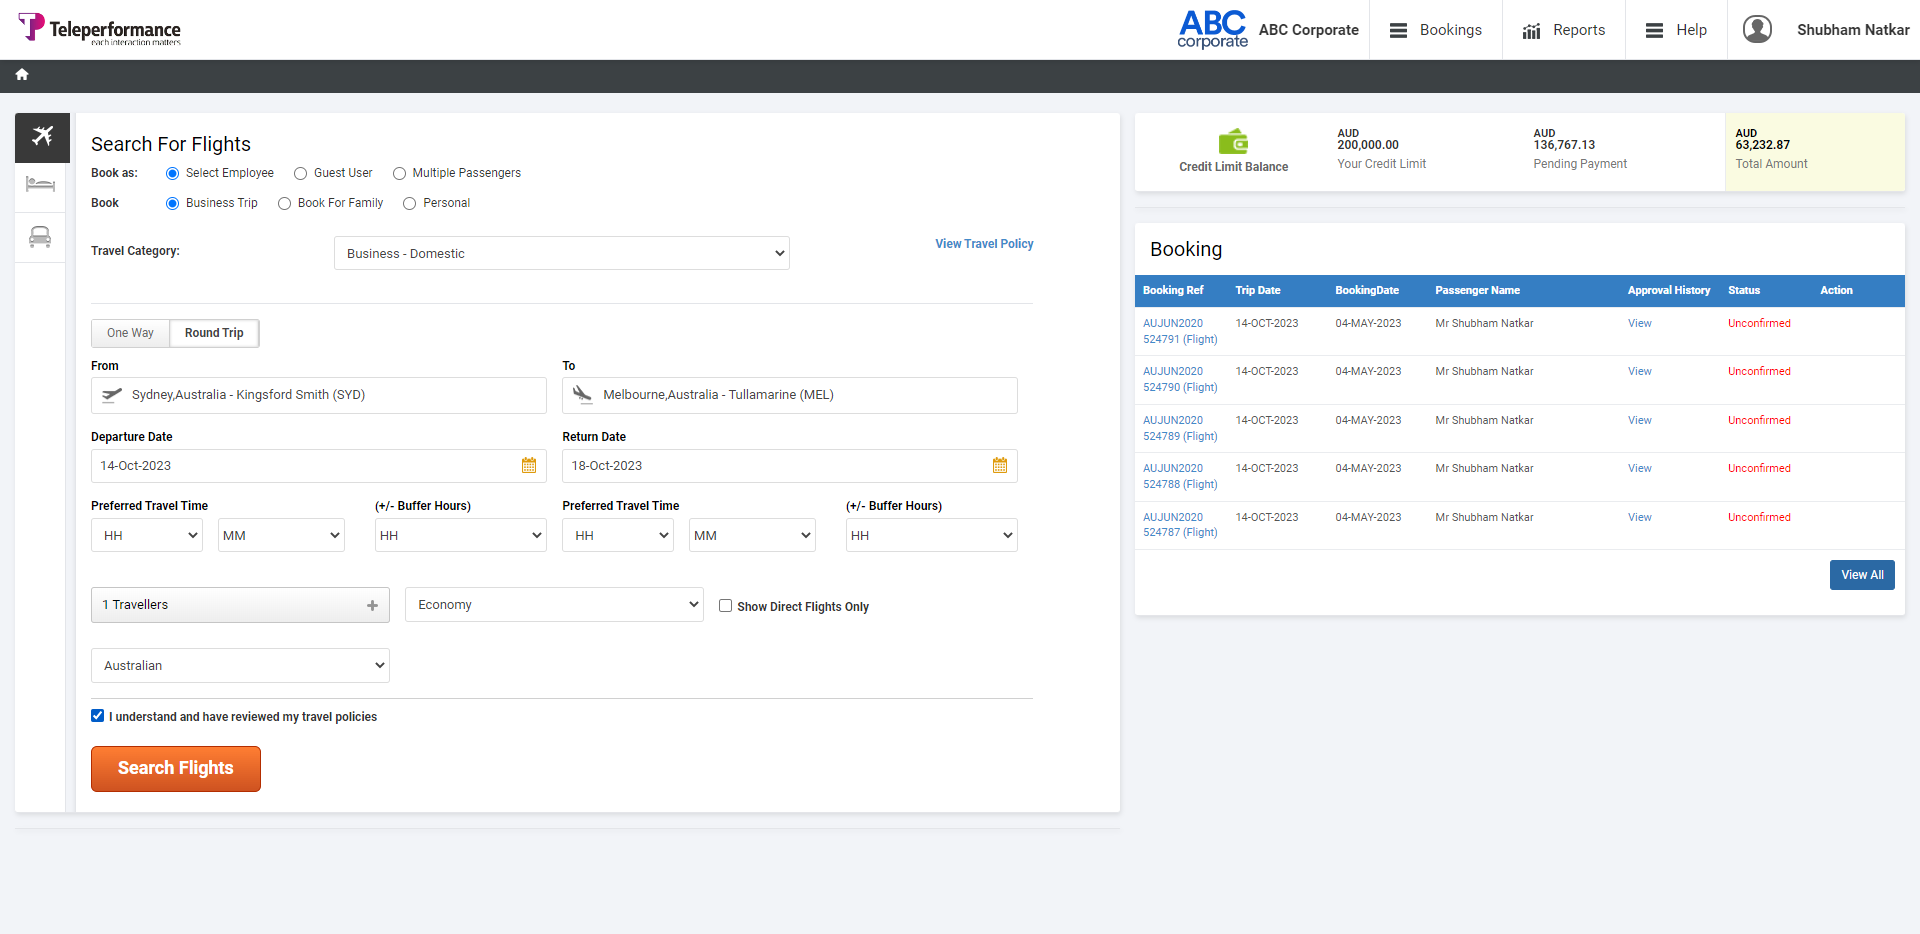 Teleperformance
each interaction matters
ABC
corporate
ABC Corporate
Bookings
Reports
Help
Shubham Natkar
Search For Flights
Book as: Select Employee Guest User Multiple Passengers
Book Business Trip Book For Family Personal
Travel Category: Business - Domestic View Travel Policy
One Way Round Trip
From To
Sydney,Australia - Kingsford Smith (SYD) Melbourne,Australia - Tullamarine (MEL)
Departure Date Return Date
14-Oct-2023 18-Oct-2023
Preferred Travel Time (+/- Buffer Hours) Preferred Travel Time (+/- Buffer Hours)
HH MM HH HH MM HH
1 Travellers + Economy Show Direct Flights Only
Australian
I understand and have reviewed my travel policies
Search Flights
Credit Limit Balance
AUD
200,000.00
Your Credit Limit
AUD
136,767.13
Pending Payment
AUD
63,232.87
Total Amount
Booking
Booking Ref Trip Date BookingDate Passenger Name Approval History Status Action
AUJUN2020 14-OCT-2023 04-MAY-2023 Mr Shubham Natkar View Unconfirmed
524791 (Flight)
AUJUN2020 14-OCT-2023 04-MAY-2023 Mr Shubham Natkar View Unconfirmed
524790 (Flight)
AUJUN2020 14-OCT-2023 04-MAY-2023 Mr Shubham Natkar View Unconfirmed
524789 (Flight)
AUJUN2020 14-OCT-2023 04-MAY-2023 Mr Shubham Natkar View Unconfirmed
524788 (Flight)
AUJUN2020 14-OCT-2023 04-MAY-2023 Mr Shubham Natkar View Unconfirmed
524787 (Flight)
View All